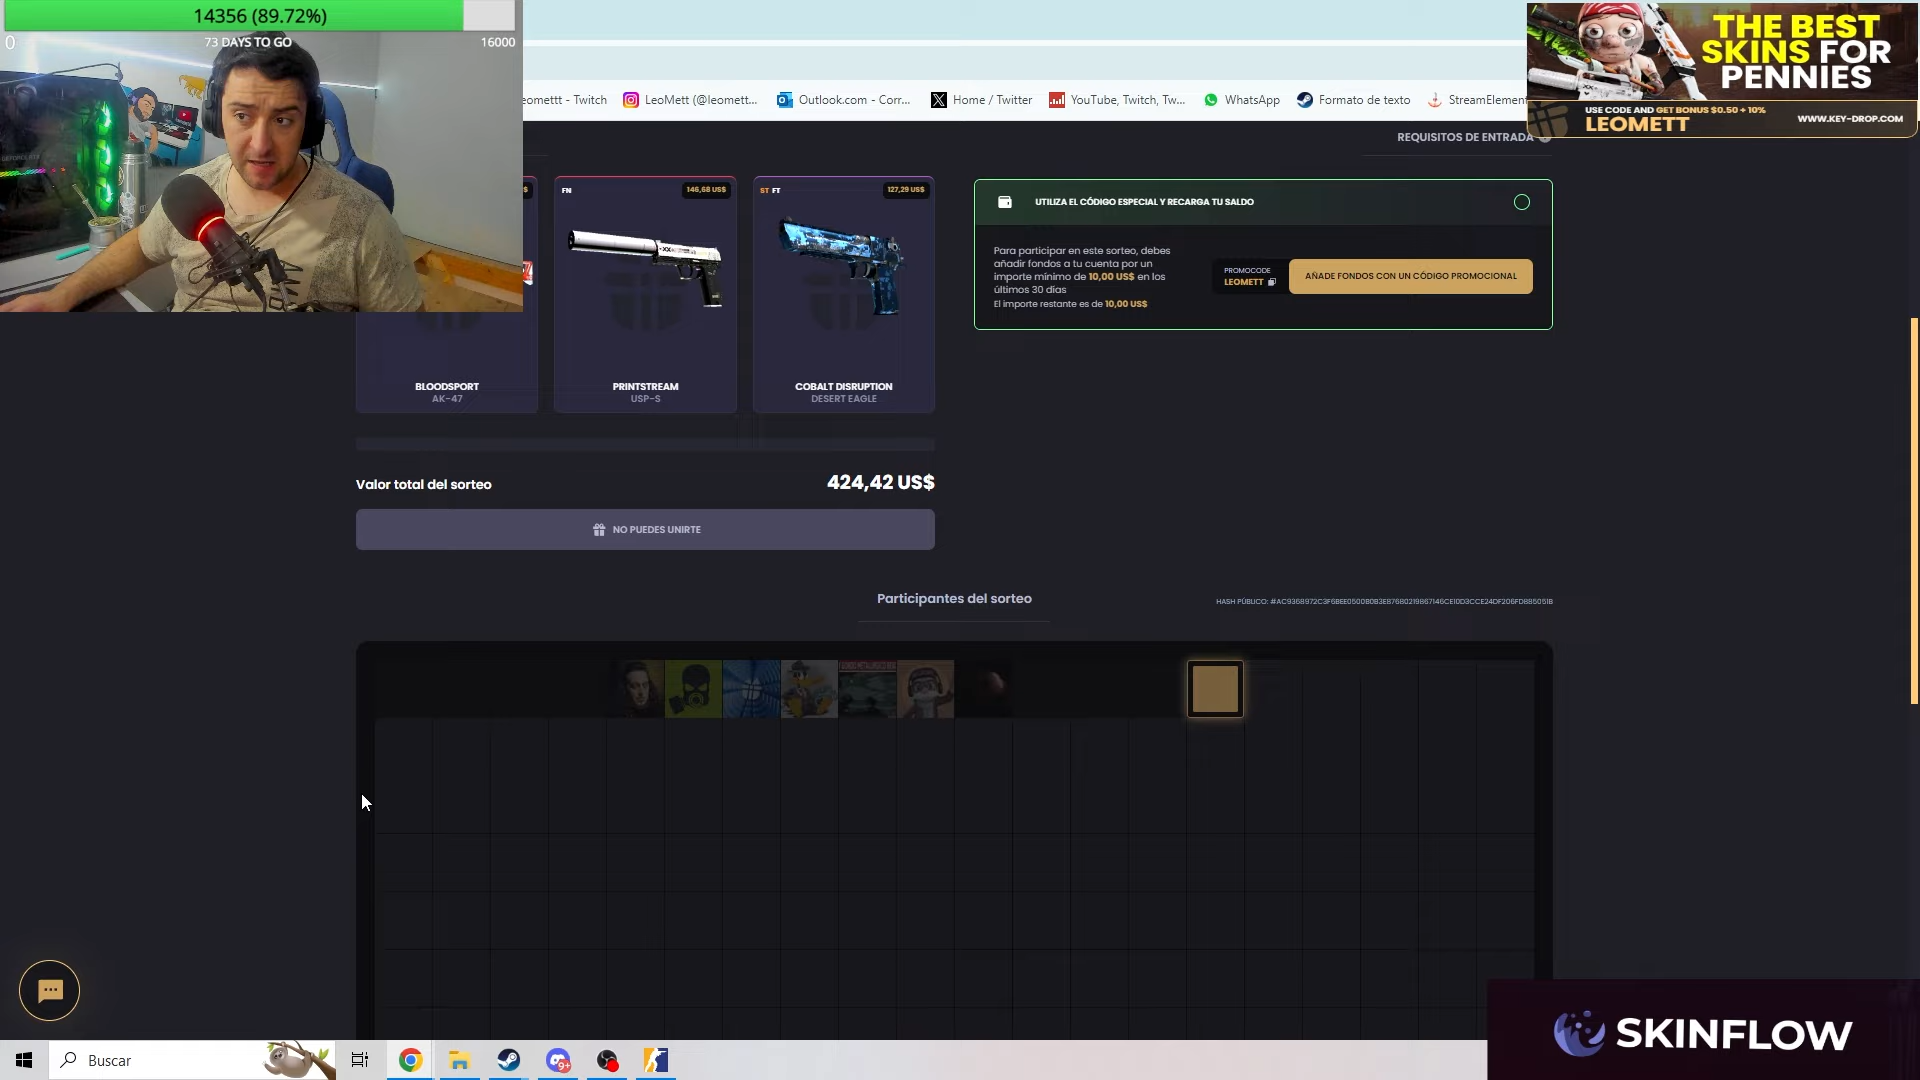 14356 (89.72%)
0
73 DAYS TO GO
16000
eomettt - Twitch
LeoMett (@leomett...
Outlook.com - Corr...
Home / Twitter
YouTube, Twitch, Tw...
WhatsApp
Formato de texto
StreamElement
THE BEST
SKINS FOR
PENNIES
USE CODE AND GET BONUS $0.50 + 10%
LEOMETT
WWW.KEY-DROP.COM
REQUISITOS DE ENTRADA
FN
146,68 US$
ST FT
127,29 US$
BLOODSPORT
AK-47
PRINTSTREAM
USP-S
COBALT DISRUPTION
DESERT EAGLE
UTILIZA EL CÓDIGO ESPECIAL Y RECARGA TU SALDO
Para participar en este sorteo, debes
añadir fondos a tu cuenta por un
importe mínimo de 10,00 US$ en los
últimos 30 días
El importe restante es de 10,00 US$
PROMOCODE
LEOMETT
AÑADE FONDOS CON UN CÓDIGO PROMOCIONAL
Valor total del sorteo
424,42 US$
NO PUEDES UNIRTE
Participantes del sorteo
HASH PÚBLICO:
Buscar
9+
SKINFLOW